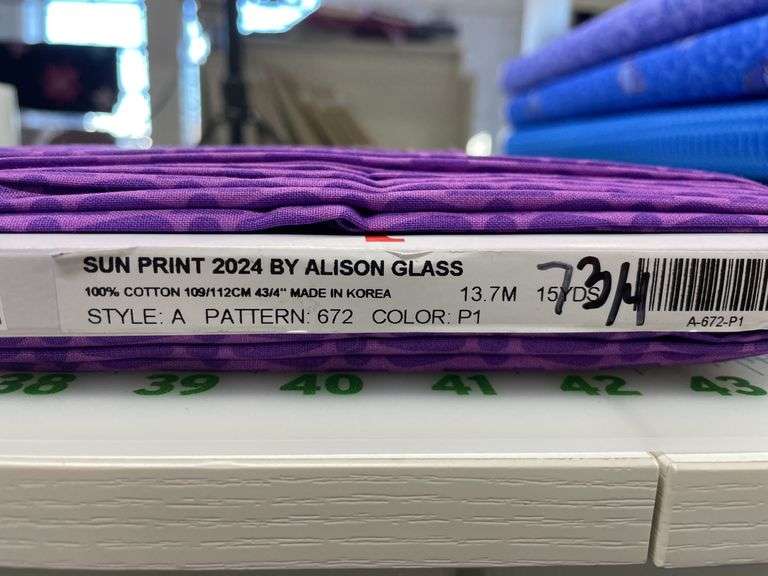 SUN PRINT 2024 BY ALISON GLASS
100% COTTON 109/112CM 43/4" MADE IN KOREA 13.7M 15YDS 7 3/4
STYLE: A PATTERN: 672 COLOR: P1 A-672-P1
38 39 40 41 42 43